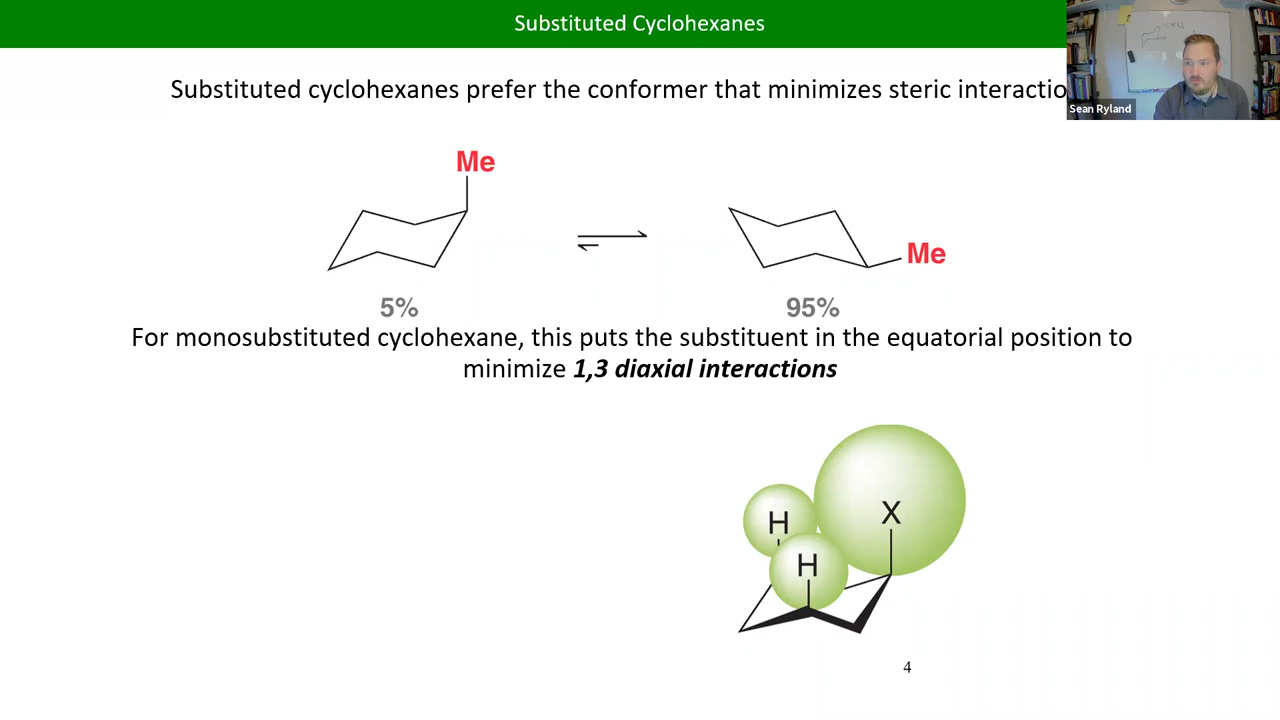 Substituted Cyclohexanes
Substituted cyclohexanes prefer the conformer that minimizes steric interactio
Sean Ryland
Me
Me
5%
95%
For monosubstituted cyclohexane, this puts the substituent in the equatorial position to
minimize 1,3 diaxial interactions
H
X
H
4